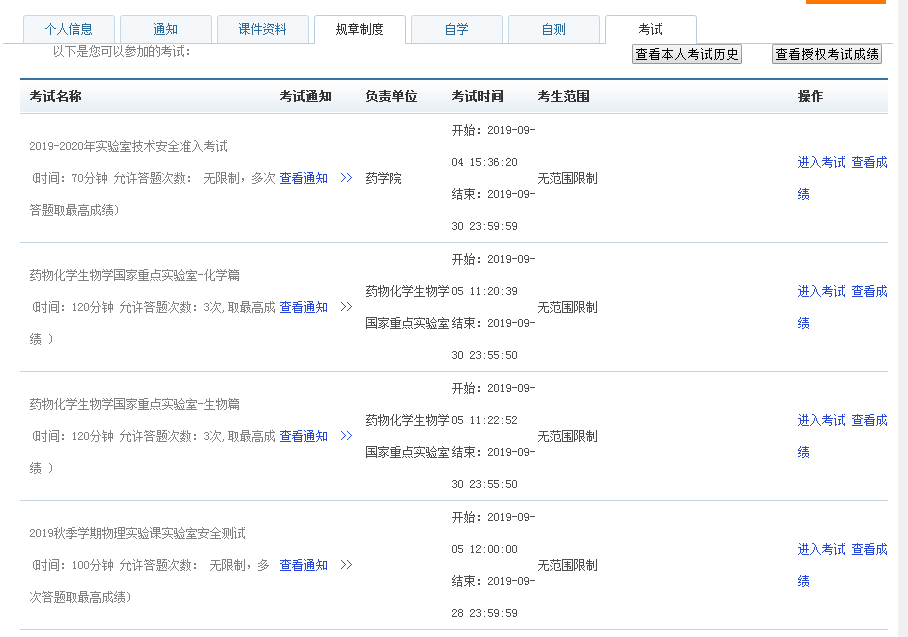 个人信息 通知 课件资料 规章制度 自学 自测 考试
以下是您可以参加的考试：
查看本人考试历史 查看授权考试成绩
考试名称 考试通知 负责单位 考试时间 考生范围 操作
2019-2020年实验室技术安全准入考试
（时间：70分钟 允许答题次数： 无限制，多次
答题取最高成绩）
查看通知 >>
药学院
开始：2019-09-
04 15:36:20
结束：2019-09-
30 23:59:59
无范围限制
进入考试 查看成
绩
药物化学生物学国家重点实验室-化学篇
（时间：120分钟 允许答题次数：3次,取最高成
绩 ）
查看通知 >>
药物化学生物学
国家重点实验室
开始：2019-09-
05 11:20:39
结束：2019-09-
30 23:55:50
无范围限制
进入考试 查看成
绩
药物化学生物学国家重点实验室-生物篇
（时间：120分钟 允许答题次数：3次,取最高成
绩 ）
查看通知 >>
药物化学生物学
国家重点实验室
开始：2019-09-
05 11:22:52
结束：2019-09-
30 23:55:50
无范围限制
进入考试 查看成
绩
2019秋季学期物理实验课实验室安全测试
（时间：100分钟 允许答题次数： 无限制，多
次答题取最高成绩）
查看通知 >>
开始：2019-09-
05 12:00:00
结束：2019-09-
28 23:59:59
无范围限制
进入考试 查看成
绩